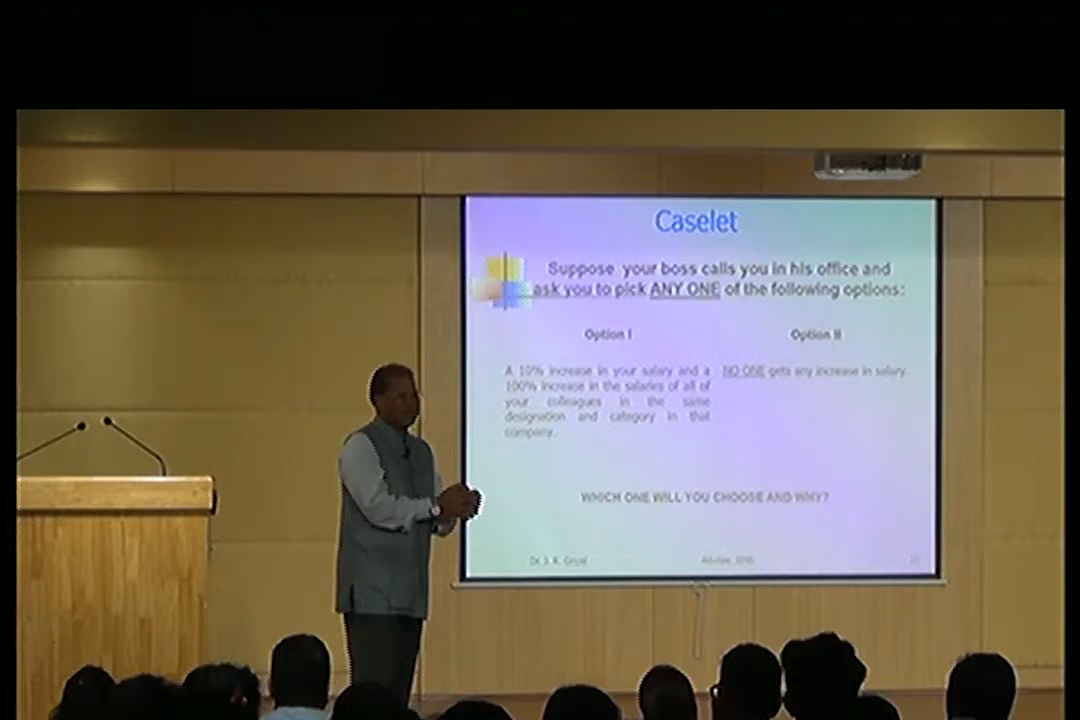 Caselet
Suppose your boss calls you in his office and
ask you to pick ANY ONE of the following options:
Option I
A 10% increase in your salary and a
100% increase in the salaries of all of
your colleagues in the same
designation and category in that
company.
Option II
NO ONE gets any increase in salary.
WHICH ONE WILL YOU CHOOSE AND WHY?
Dr. J. K. Goyal